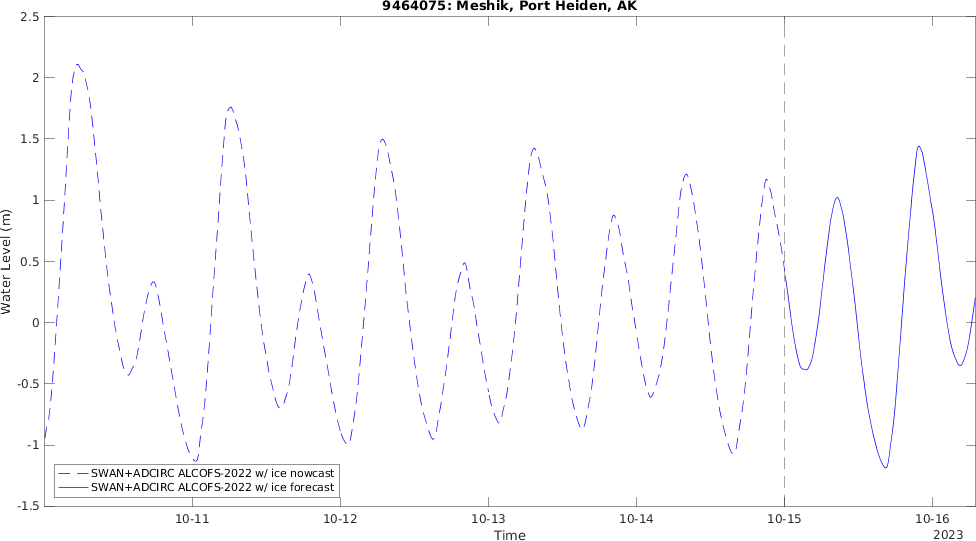 9464075: Meshik, Port Heiden, AK
2.5
2
1.5
1
0.5
0
-0.5
-1
-1.5
Water Level (m)
SWAN+ADCIRC ALCOFS-2022 w/ ice nowcast
SWAN+ADCIRC ALCOFS-2022 w/ ice forecast
10-11 10-12 10-13 10-14 10-15 10-16
Time
2023